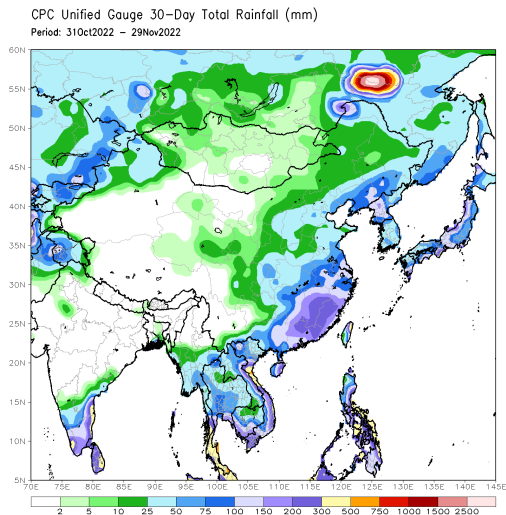 CPC Unified Gauge 30-Day Total Rainfall (mm)
Period: 31Oct2022 – 29Nov2022
60N
55N
50N
45N
40N
35N
30N
25N
20N
15N
10N
5N
70E 75E 80E 85E 90E 95E 100E 105E 110E 115E 120E 125E 130E 135E 140E 145E
2 5 10 25 50 75 100 150 200 300 500 1000 1500 2500